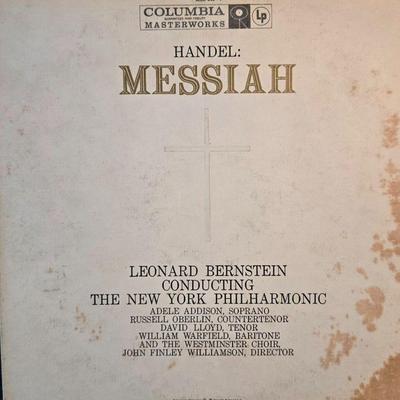 COLUMBIA
MASTERWORKS
Lp
HANDEL:
MESSIAH
LEONARD BERNSTEIN
CONDUCTING
THE NEW YORK PHILHARMONIC
ADELE ADDISON, SOPRANO
RUSSELL OBERLIN, COUNTERTENOR
DAVID LLOYD, TENOR
WILLIAM WARFIELD, BARITONE
AND THE WESTMINSTER CHOIR,
JOHN FINLEY WILLIAMSON, DIRECTOR